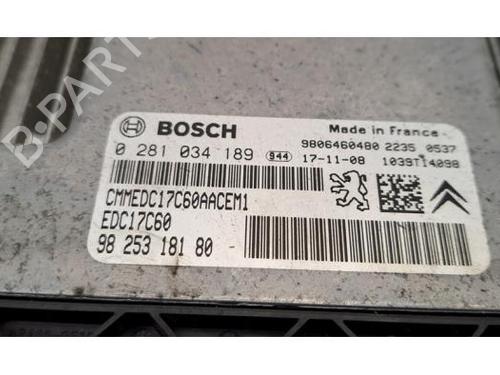 BOSCH
Made in France
9806460480 2235 0537
0 281 034 189 944 17-11-08 1039T14098
CMMEDC17C60AACEM1
EDC17C60
98 253 181 80
B-PARTS